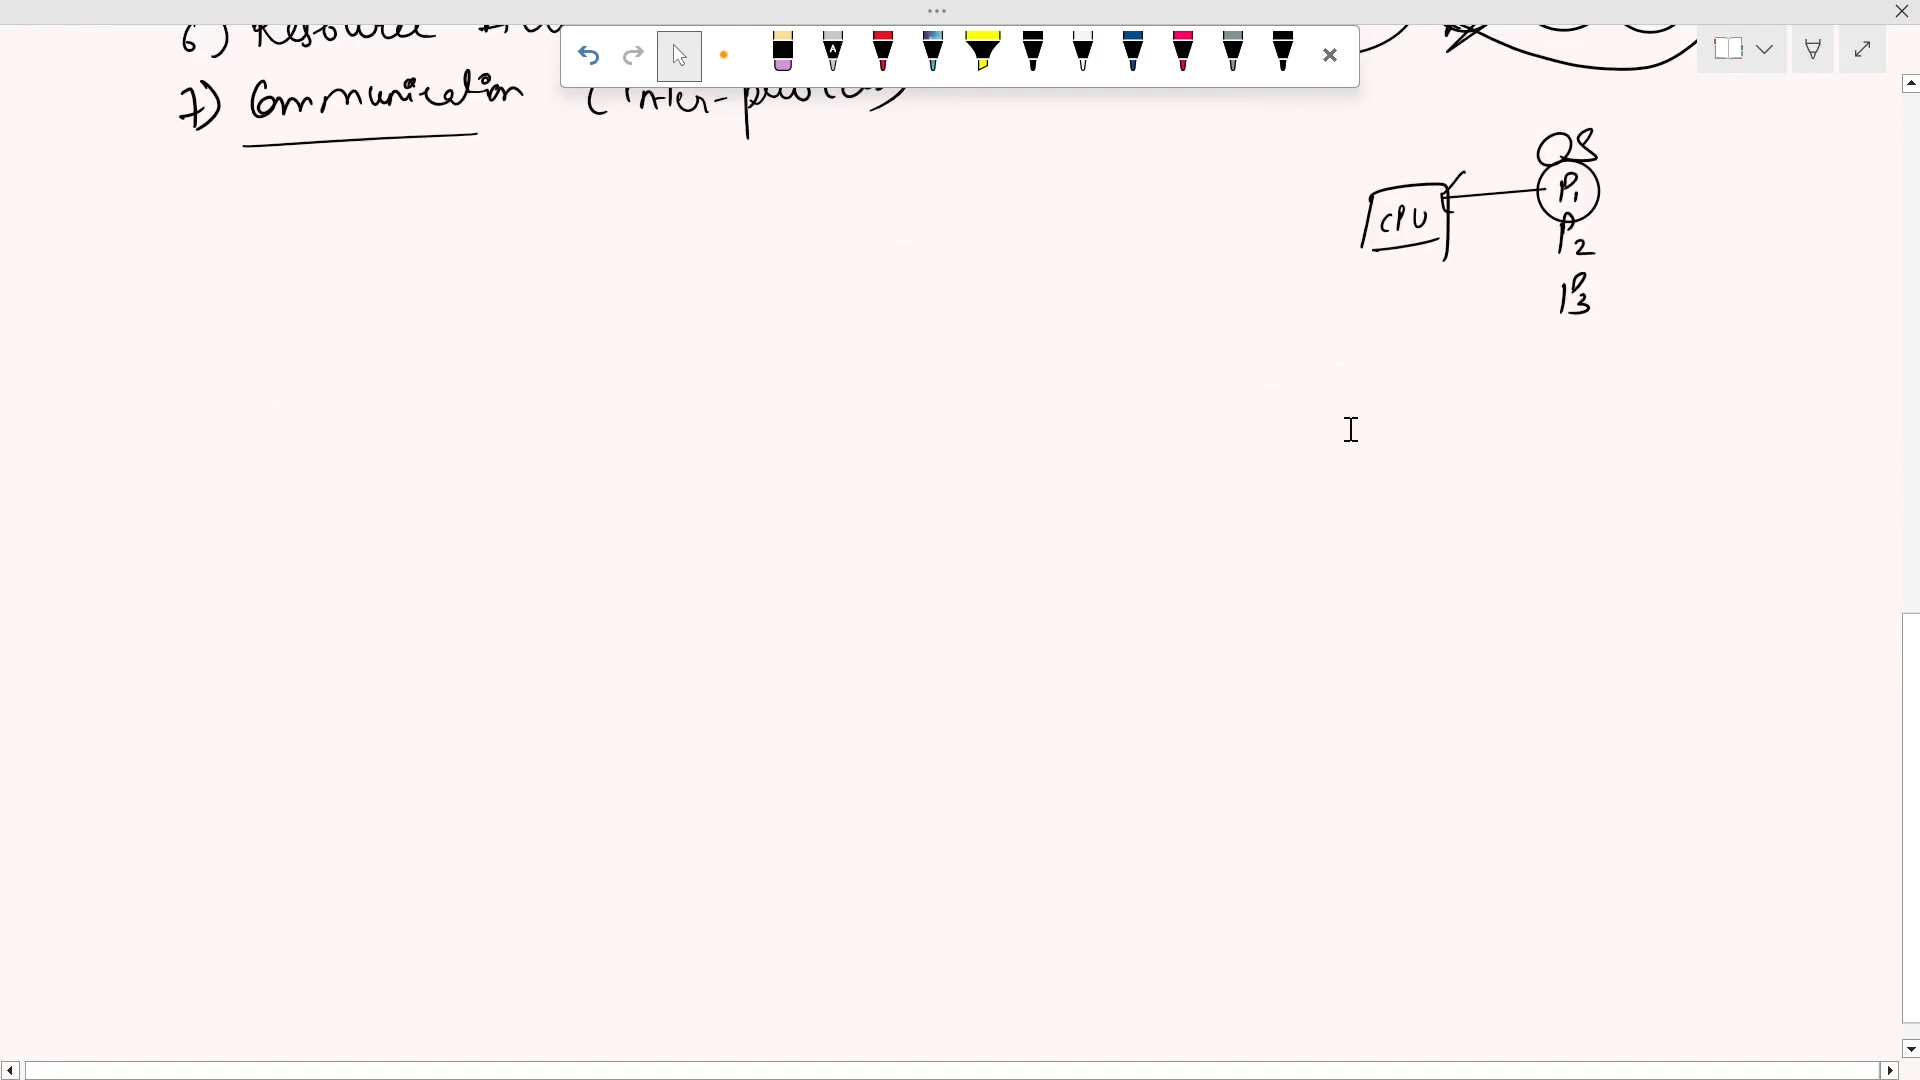 6) Resource
7) Communication (Inter-process)
OS
CPU
P1
P2
P3
A